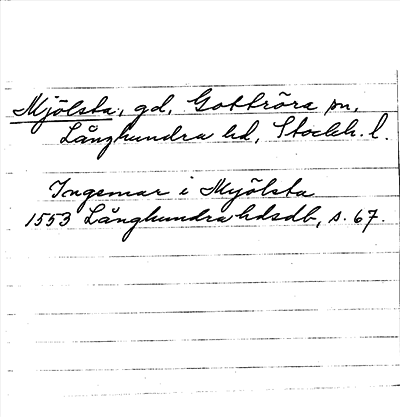 Mjölsta, gd, Gottröra sn,
Långhundra hd, Stockh. l.
Ingemar i Mjölsta
1553 Långhundra hdsdb, s. 67.